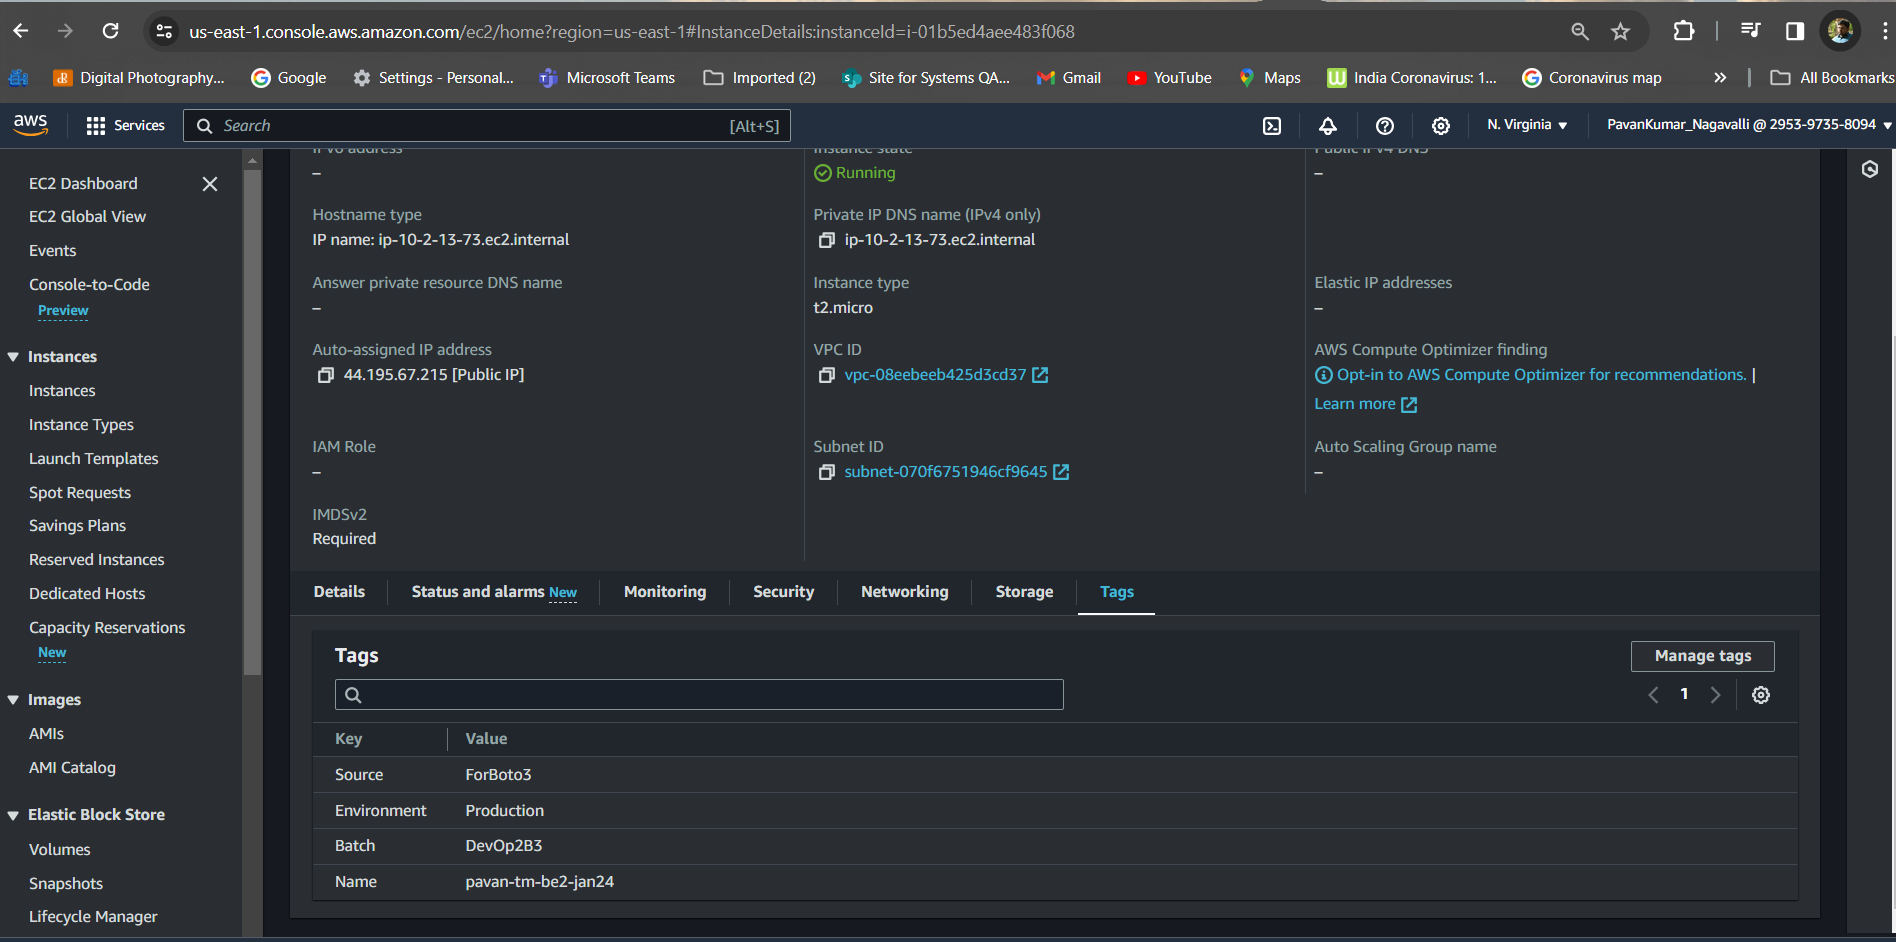 us-east-1.console.aws.amazon.com/ec2/home?region=us-east-1#InstanceDetails:instanceId=i-01b5ed4aee483f068
Digital Photography... Google Settings - Personal... Microsoft Teams Imported (2) Site for Systems QA... Gmail YouTube Maps India Coronavirus: 1... Coronavirus map » All Bookmarks
aws Services Search [Alt+S] N. Virginia PavanKumar_Nagavalli @ 2953-9735-8094
EC2 Dashboard
EC2 Global View
Events
Console-to-Code
Preview
Instances
Instances
Instance Types
Launch Templates
Spot Requests
Savings Plans
Reserved Instances
Dedicated Hosts
Capacity Reservations
New
Images
AMIs
AMI Catalog
Elastic Block Store
Volumes
Snapshots
Lifecycle Manager
IPv6 address
–
Hostname type
IP name: ip-10-2-13-73.ec2.internal
Answer private resource DNS name
–
Auto-assigned IP address
44.195.67.215 [Public IP]
IAM Role
–
IMDSv2
Required
Instance state
Running
Private IP DNS name (IPv4 only)
ip-10-2-13-73.ec2.internal
Instance type
t2.micro
VPC ID
vpc-08eebeeb425d3cd37
Subnet ID
subnet-070f6751946cf9645
Public IPv4 DNS
–
Elastic IP addresses
–
AWS Compute Optimizer finding
Opt-in to AWS Compute Optimizer for recommendations. |
Learn more
Auto Scaling Group name
–
Details Status and alarms New Monitoring Security Networking Storage Tags
Tags
Manage tags
1
Key Value
Source ForBoto3
Environment Production
Batch DevOp2B3
Name pavan-tm-be2-jan24